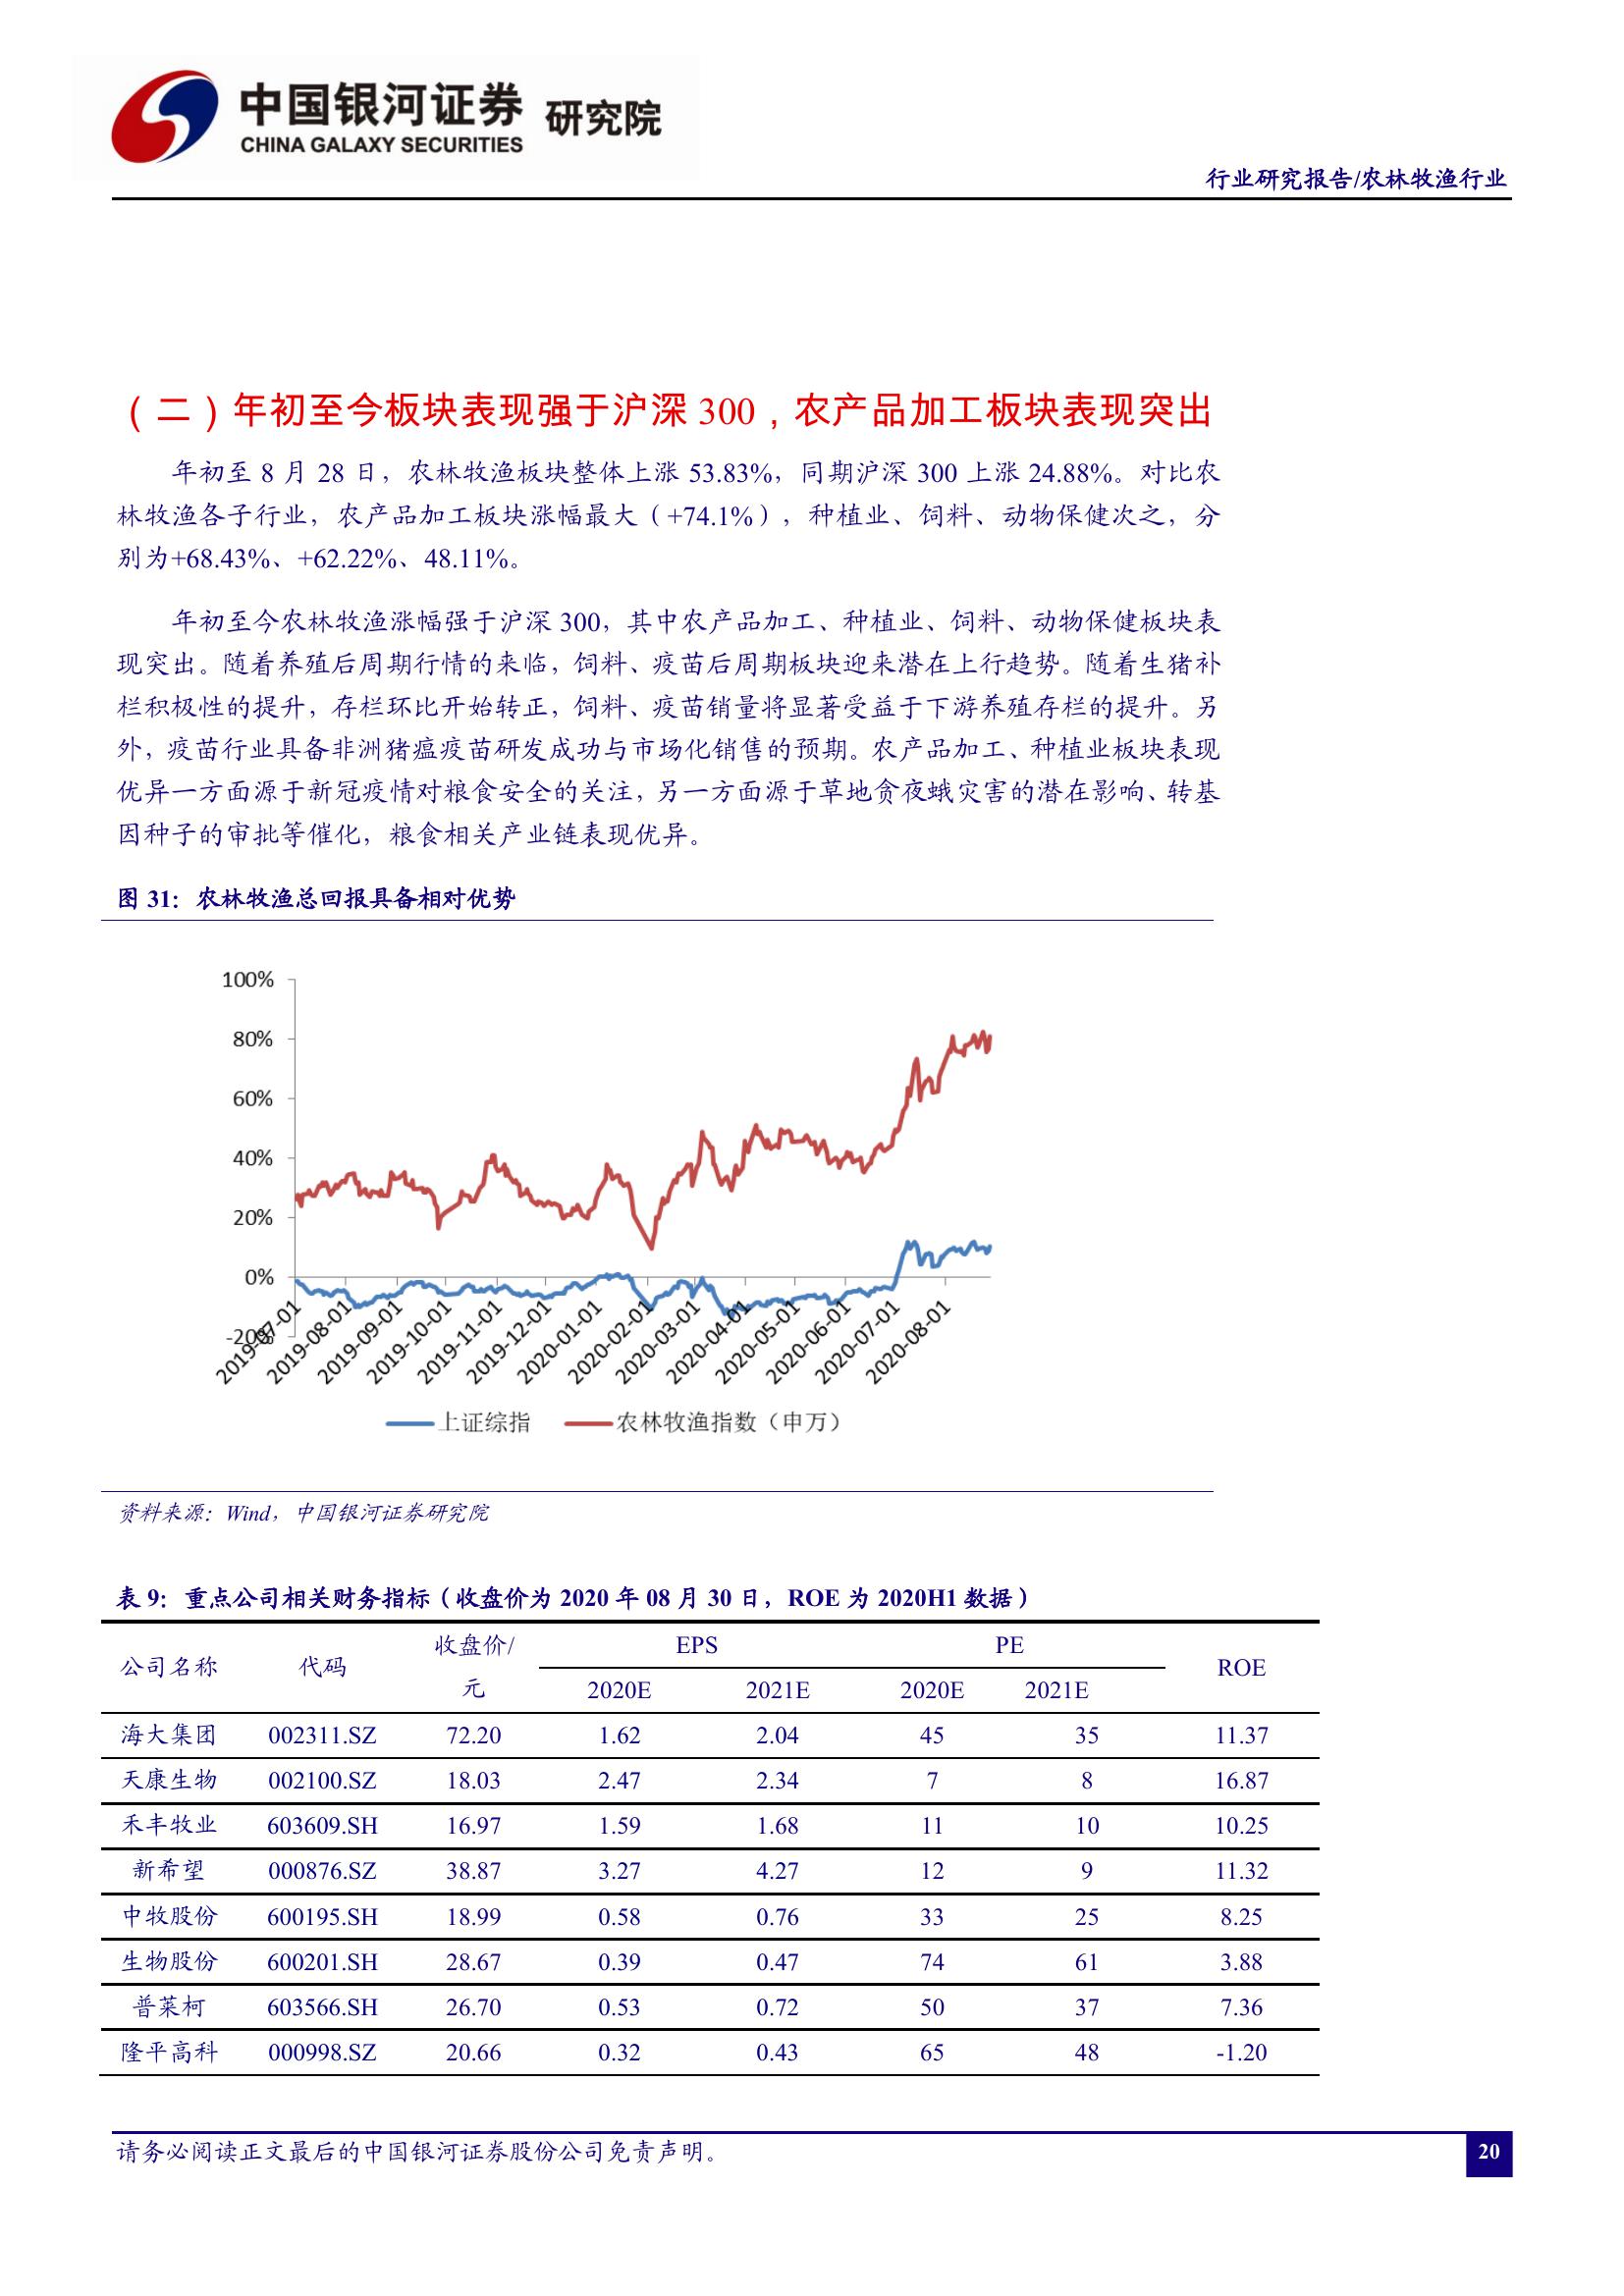 中国银河证券 研究院
CHINA GALAXY SECURITIES
行业研究报告/农林牧渔行业
（二）年初至今板块表现强于沪深 300，农产品加工板块表现突出
年初至 8 月 28 日，农林牧渔板块整体上涨 53.83%，同期沪深 300 上涨 24.88%。对比农
林牧渔各子行业，农产品加工板块涨幅最大（+74.1%），种植业、饲料、动物保健次之，分
别为+68.43%、+62.22%、48.11%。
年初至今农林牧渔涨幅强于沪深 300，其中农产品加工、种植业、饲料、动物保健板块表
现突出。随着养殖后周期行情的来临，饲料、疫苗后周期板块迎来潜在上行趋势。随着生猪补
栏积极性的提升，存栏环比开始转正，饲料、疫苗销量将显著受益于下游养殖存栏的提升。另
外，疫苗行业具备非洲猪瘟疫苗研发成功与市场化销售的预期。农产品加工、种植业板块表现
优异一方面源于新冠疫情对粮食安全的关注，另一方面源于草地贪夜蛾灾害的潜在影响、转基
因种子的审批等催化，粮食相关产业链表现优异。
图 31：农林牧渔总回报具备相对优势
100%
80%
60%
40%
20%
0%
-20%
2019-07-01 2019-08-01 2019-09-01 2019-10-01 2019-11-01 2019-12-01 2020-01-01 2020-02-01 2020-03-01 2020-04-01 2020-05-01 2020-06-01 2020-07-01 2020-08-01
上证综指 农林牧渔指数（申万）
资料来源：Wind，中国银河证券研究院
表 9：重点公司相关财务指标（收盘价为 2020 年 08 月 30 日，ROE 为 2020H1 数据）
公司名称 代码 收盘价/元 EPS PE ROE
2020E 2021E 2020E 2021E
海大集团 002311.SZ 72.20 1.62 2.04 45 35 11.37
天康生物 002100.SZ 18.03 2.47 2.34 7 8 16.87
禾丰牧业 603609.SH 16.97 1.59 1.68 11 10 10.25
新希望 000876.SZ 38.87 3.27 4.27 12 9 11.32
中牧股份 600195.SH 18.99 0.58 0.76 33 25 8.25
生物股份 600201.SH 28.67 0.39 0.47 74 61 3.88
普莱柯 603566.SH 26.70 0.53 0.72 50 37 7.36
隆平高科 000998.SZ 20.66 0.32 0.43 65 48 -1.20
请务必阅读正文最后的中国银河证券股份公司免责声明。
20